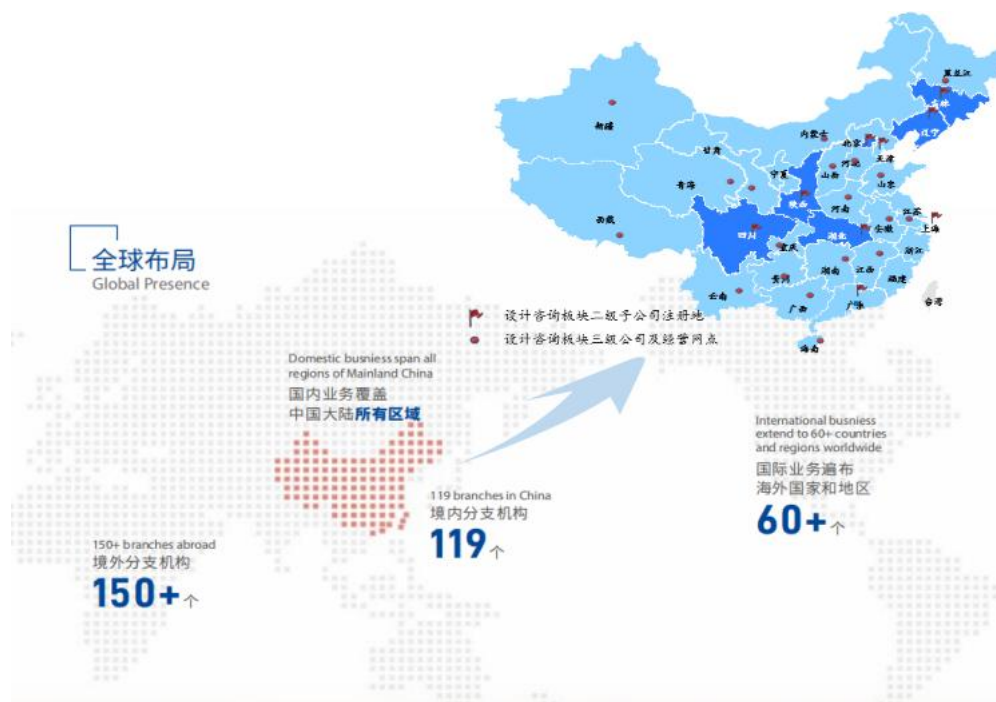 黑龙江
吉林
辽宁
新疆
内蒙古
甘肃
北京
天津
河北
宁夏
山西
山东
青海
陕西
河南
西藏
四川
重庆
湖北
安徽
江苏
上海
浙江
湖南
江西
贵州
福建
云南
广西
广东
台湾
海南
全球布局
Global Presence
设计咨询板块二级子公司注册地
设计咨询板块三级公司及经营网点
Domestic busniess span all
regions of Mainland China
国内业务覆盖
中国大陆所有区域
International busniess
extend to 60+ countries
and regions worldwide
国际业务遍布
海外国家和地区
60+个
119 branches in China
境内分支机构
119个
150+ branches abroad
境外分支机构
150+个